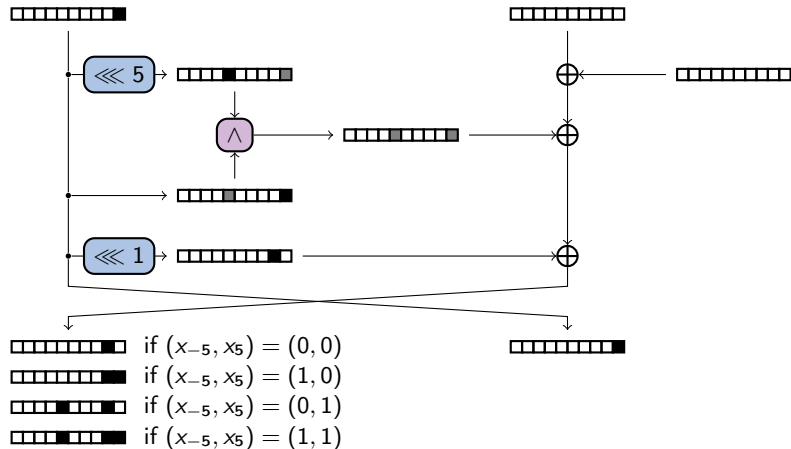 ⋘ 5
∧
⋘ 1
if (x₋₅, x₅) = (0, 0)
if (x₋₅, x₅) = (1, 0)
if (x₋₅, x₅) = (0, 1)
if (x₋₅, x₅) = (1, 1)